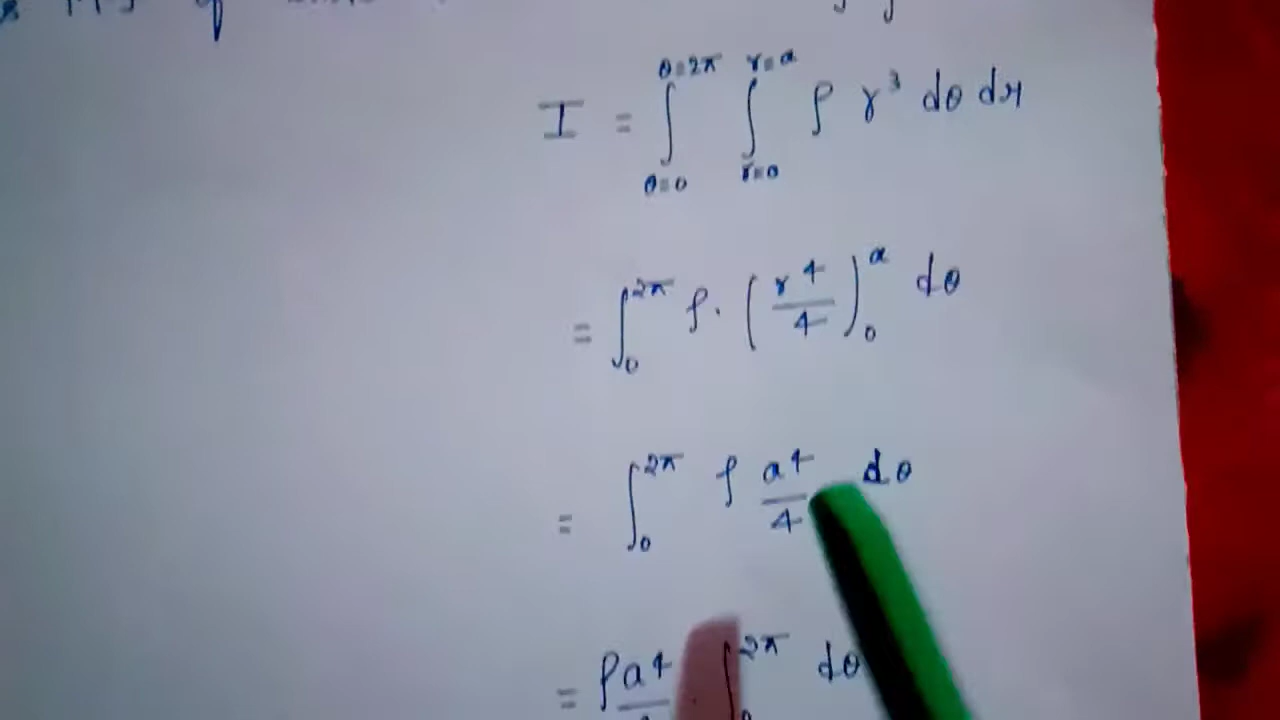 I = ∫_{θ=0}^{θ=2π} ∫_{r=0}^{r=a} ρ r³ dθ dr
= ∫_0^{2π} ρ. (r⁴/4)_0^a dθ
= ∫_0^{2π} ρ a⁴/4 dθ
= ρa⁴ ∫^{2π} dθ